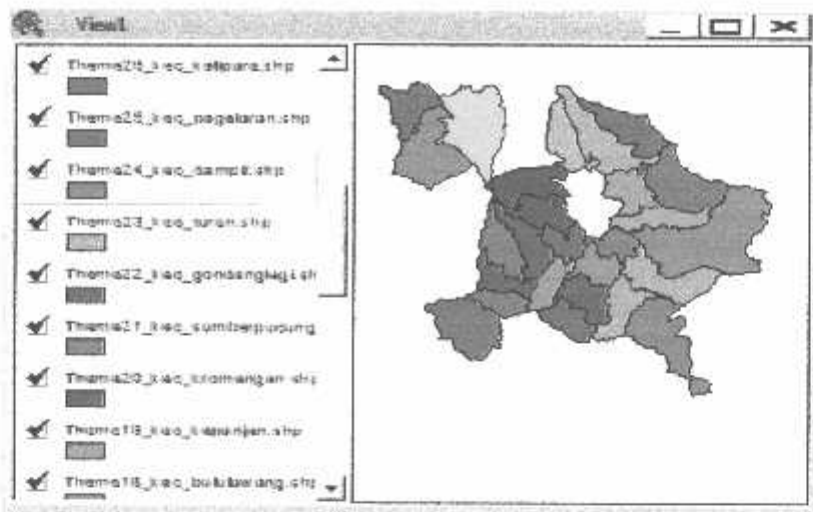 View1
Theme26_kec_kalipare.shp
Theme25_kec_pagelaran.shp
Theme24_kec_dampit.shp
Theme23_kec_turen.shp
Theme22_kec_gondanglegi.sh
Theme21_kec_sumberpucung
Theme20_kec_kromengan.shp
Theme19_kec_kepanjen.shp
Theme18_kec_bululawang.shp